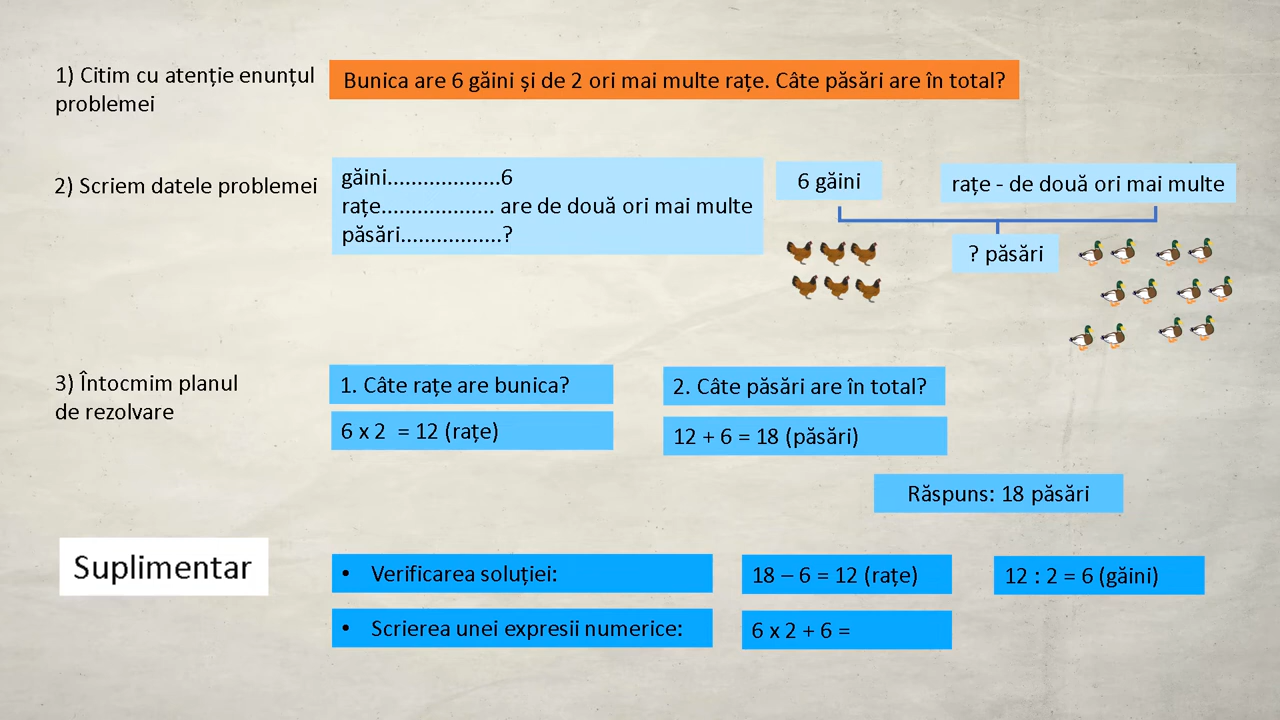 1) Citim cu atenție enunțul
problemei
Bunica are 6 găini și de 2 ori mai multe rațe. Câte păsări are în total?
2) Scriem datele problemei
găini...................6
rațe................... are de două ori mai multe
păsări.................?
6 găini
rațe - de două ori mai multe
? păsări
3) Întocmim planul
de rezolvare
1. Câte rațe are bunica?
6 x 2 = 12 (rațe)
2. Câte păsări are în total?
12 + 6 = 18 (păsări)
Răspuns: 18 păsări
Suplimentar
• Verificarea soluției:
18 – 6 = 12 (rațe)
12 : 2 = 6 (găini)
• Scrierea unei expresii numerice:
6 x 2 + 6 =